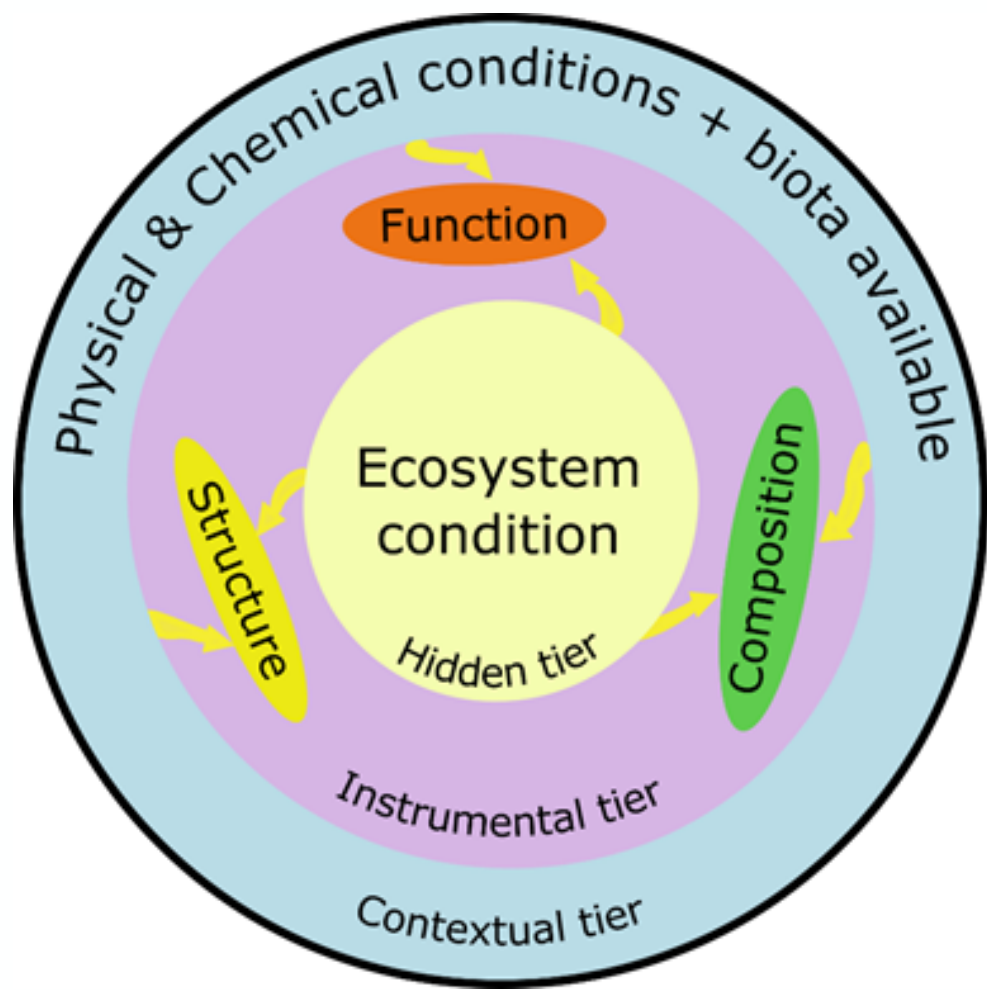 Physical & Chemical conditions + biota available
Function
Structure
Composition
Ecosystem
condition
Hidden tier
Instrumental tier
Contextual tier